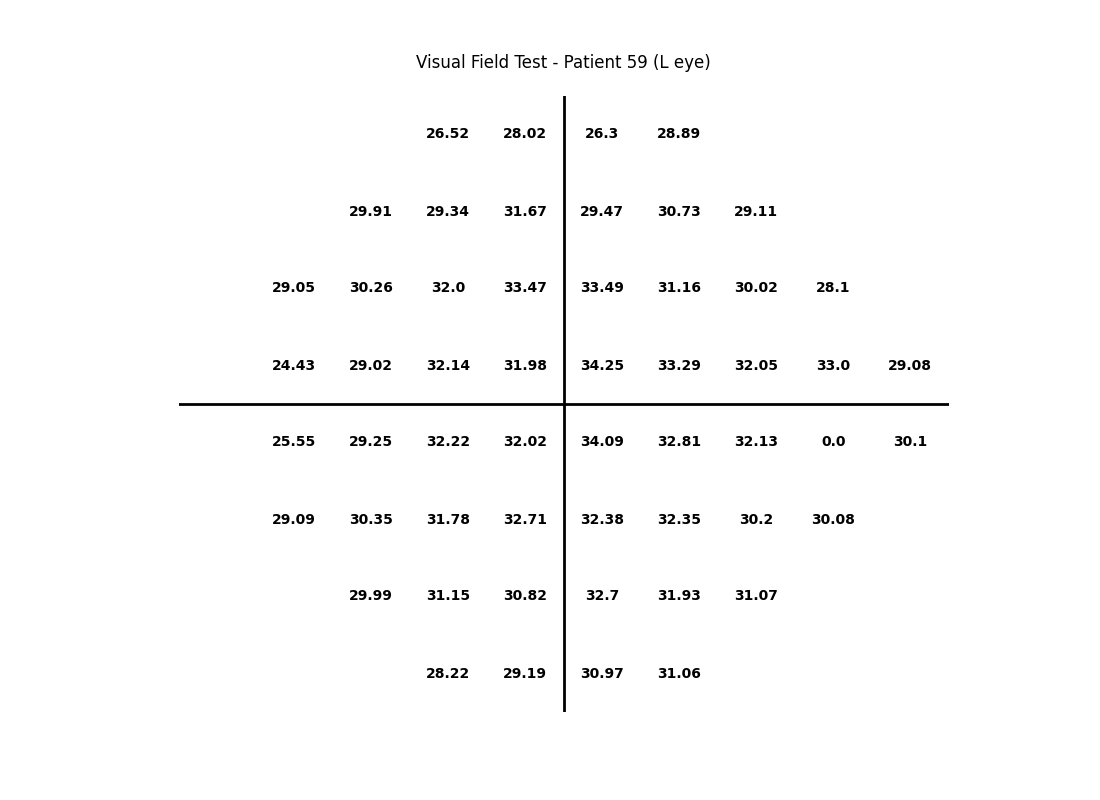 Visual Field Test - Patient 59 (L eye)
26.52 28.02 26.3 28.89
29.91 29.34 31.67 29.47 30.73 29.11
29.05 30.26 32.0 33.47 33.49 31.16 30.02 28.1
24.43 29.02 32.14 31.98 34.25 33.29 32.05 33.0 29.08
25.55 29.25 32.22 32.02 34.09 32.81 32.13 0.0 30.1
29.09 30.35 31.78 32.71 32.38 32.35 30.2 30.08
29.99 31.15 30.82 32.7 31.93 31.07
28.22 29.19 30.97 31.06